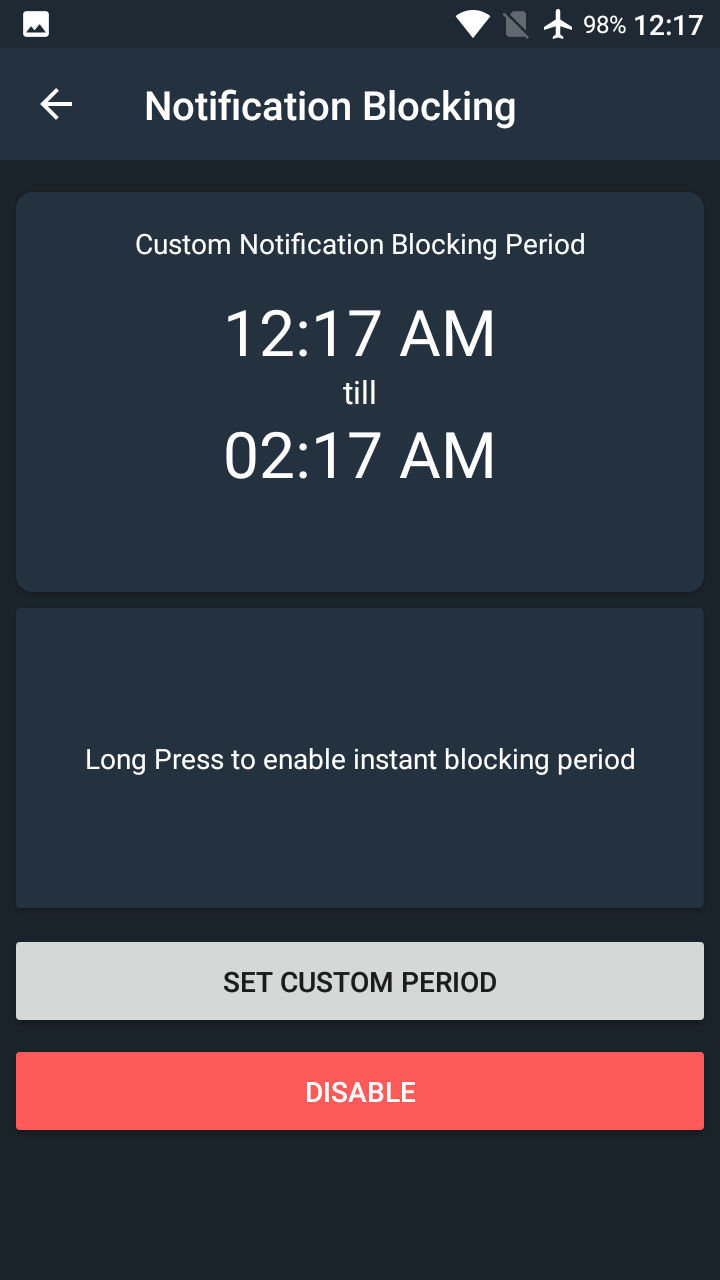 98% 12:17
Notification Blocking
Custom Notification Blocking Period
12:17 AM
till
02:17 AM
Long Press to enable instant blocking period
SET CUSTOM PERIOD
DISABLE